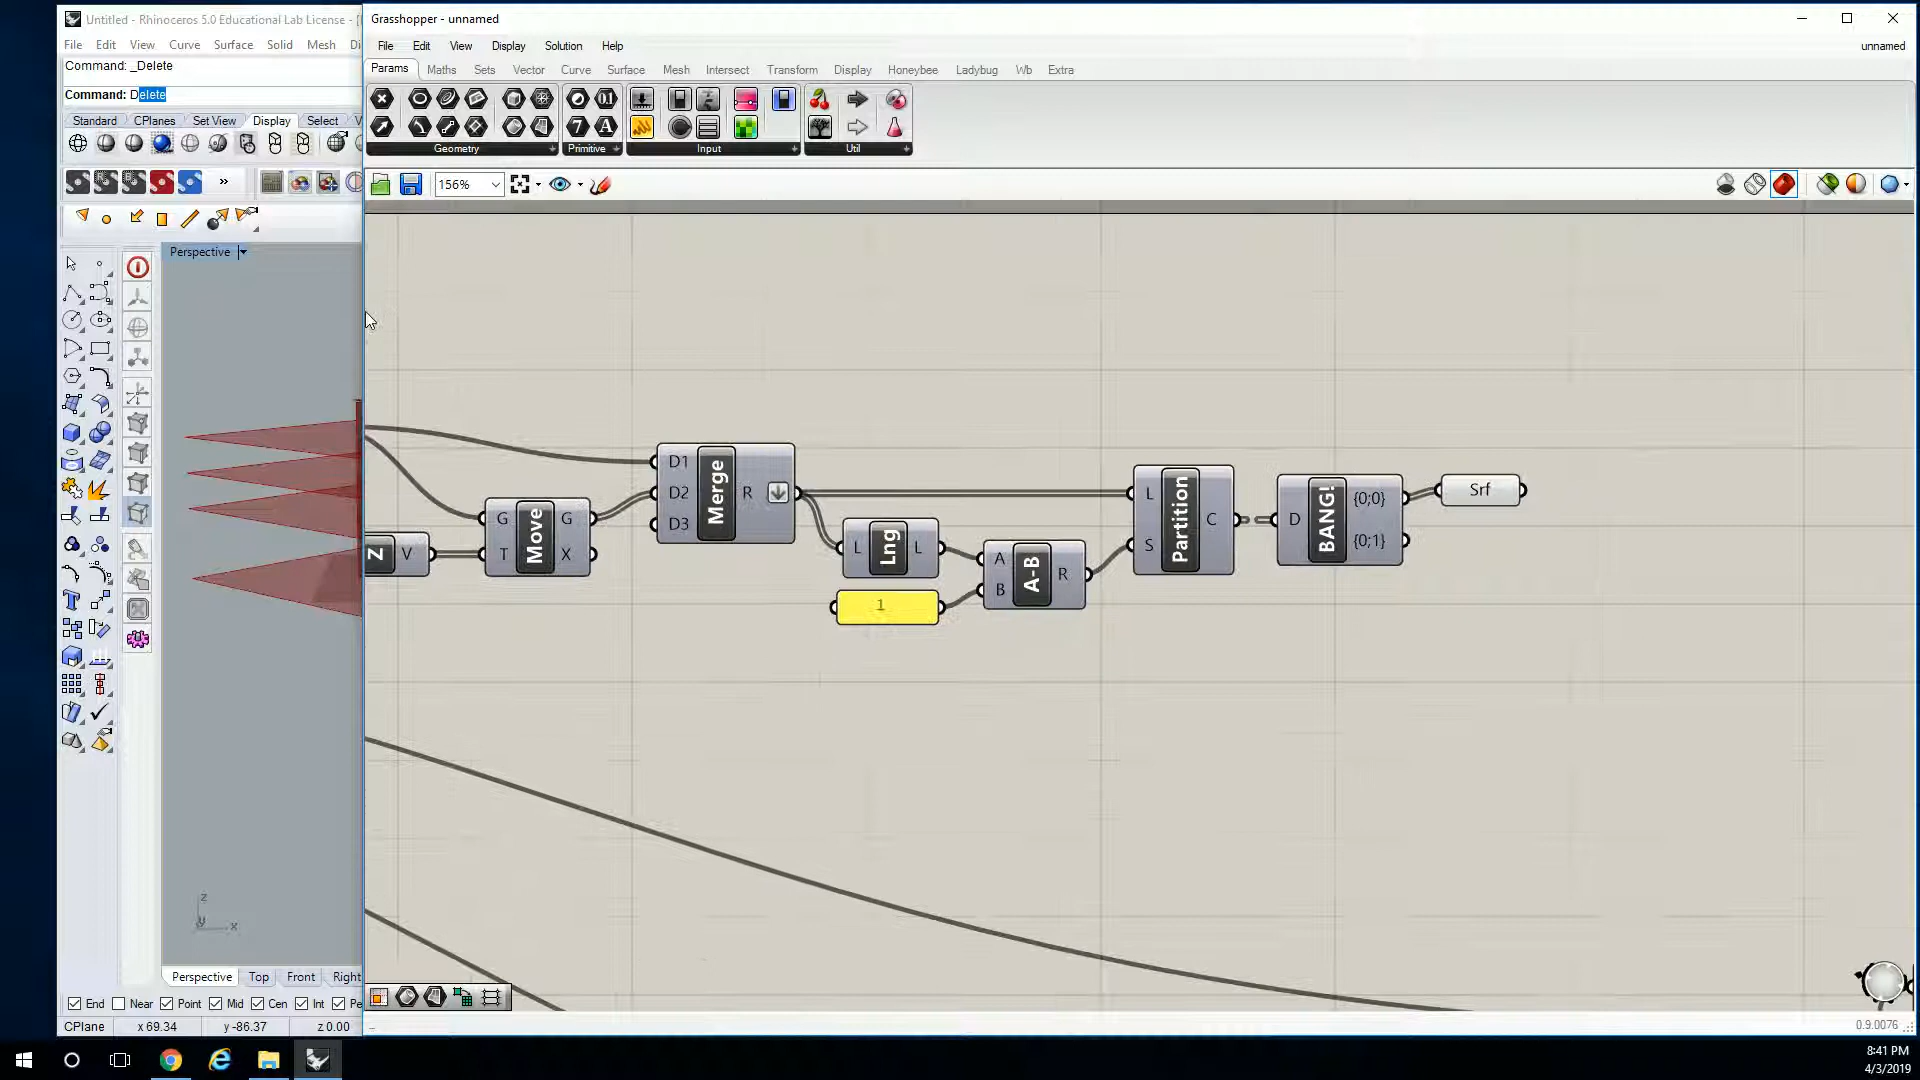 Untitled - Rhinoceros 5.0 Educational Lab License - [
File Edit View Curve Surface Solid Mesh Di
Command: _Delete
Command: Delete
Standard CPlanes Set View Display Select V
»
Perspective
z
y
x
Perspective Top Front Right
End Near Point Mid Cen Int Pe
CPlane x 69.34 y -86.37 z 0.00
Grasshopper - unnamed
File Edit View Display Solution Help
unnamed
Params Maths Sets Vector Curve Surface Mesh Intersect Transform Display Honeybee Ladybug Wb Extra
Geometry Primitive Input Util
156%
Z V
G T Move G X
D1 D2 D3 Merge R
L Lng L
1
A B A-B R
L S Partition C
D BANG! {0;0} {0;1}
Srf
0.9.0076
8:41 PM
4/3/2019